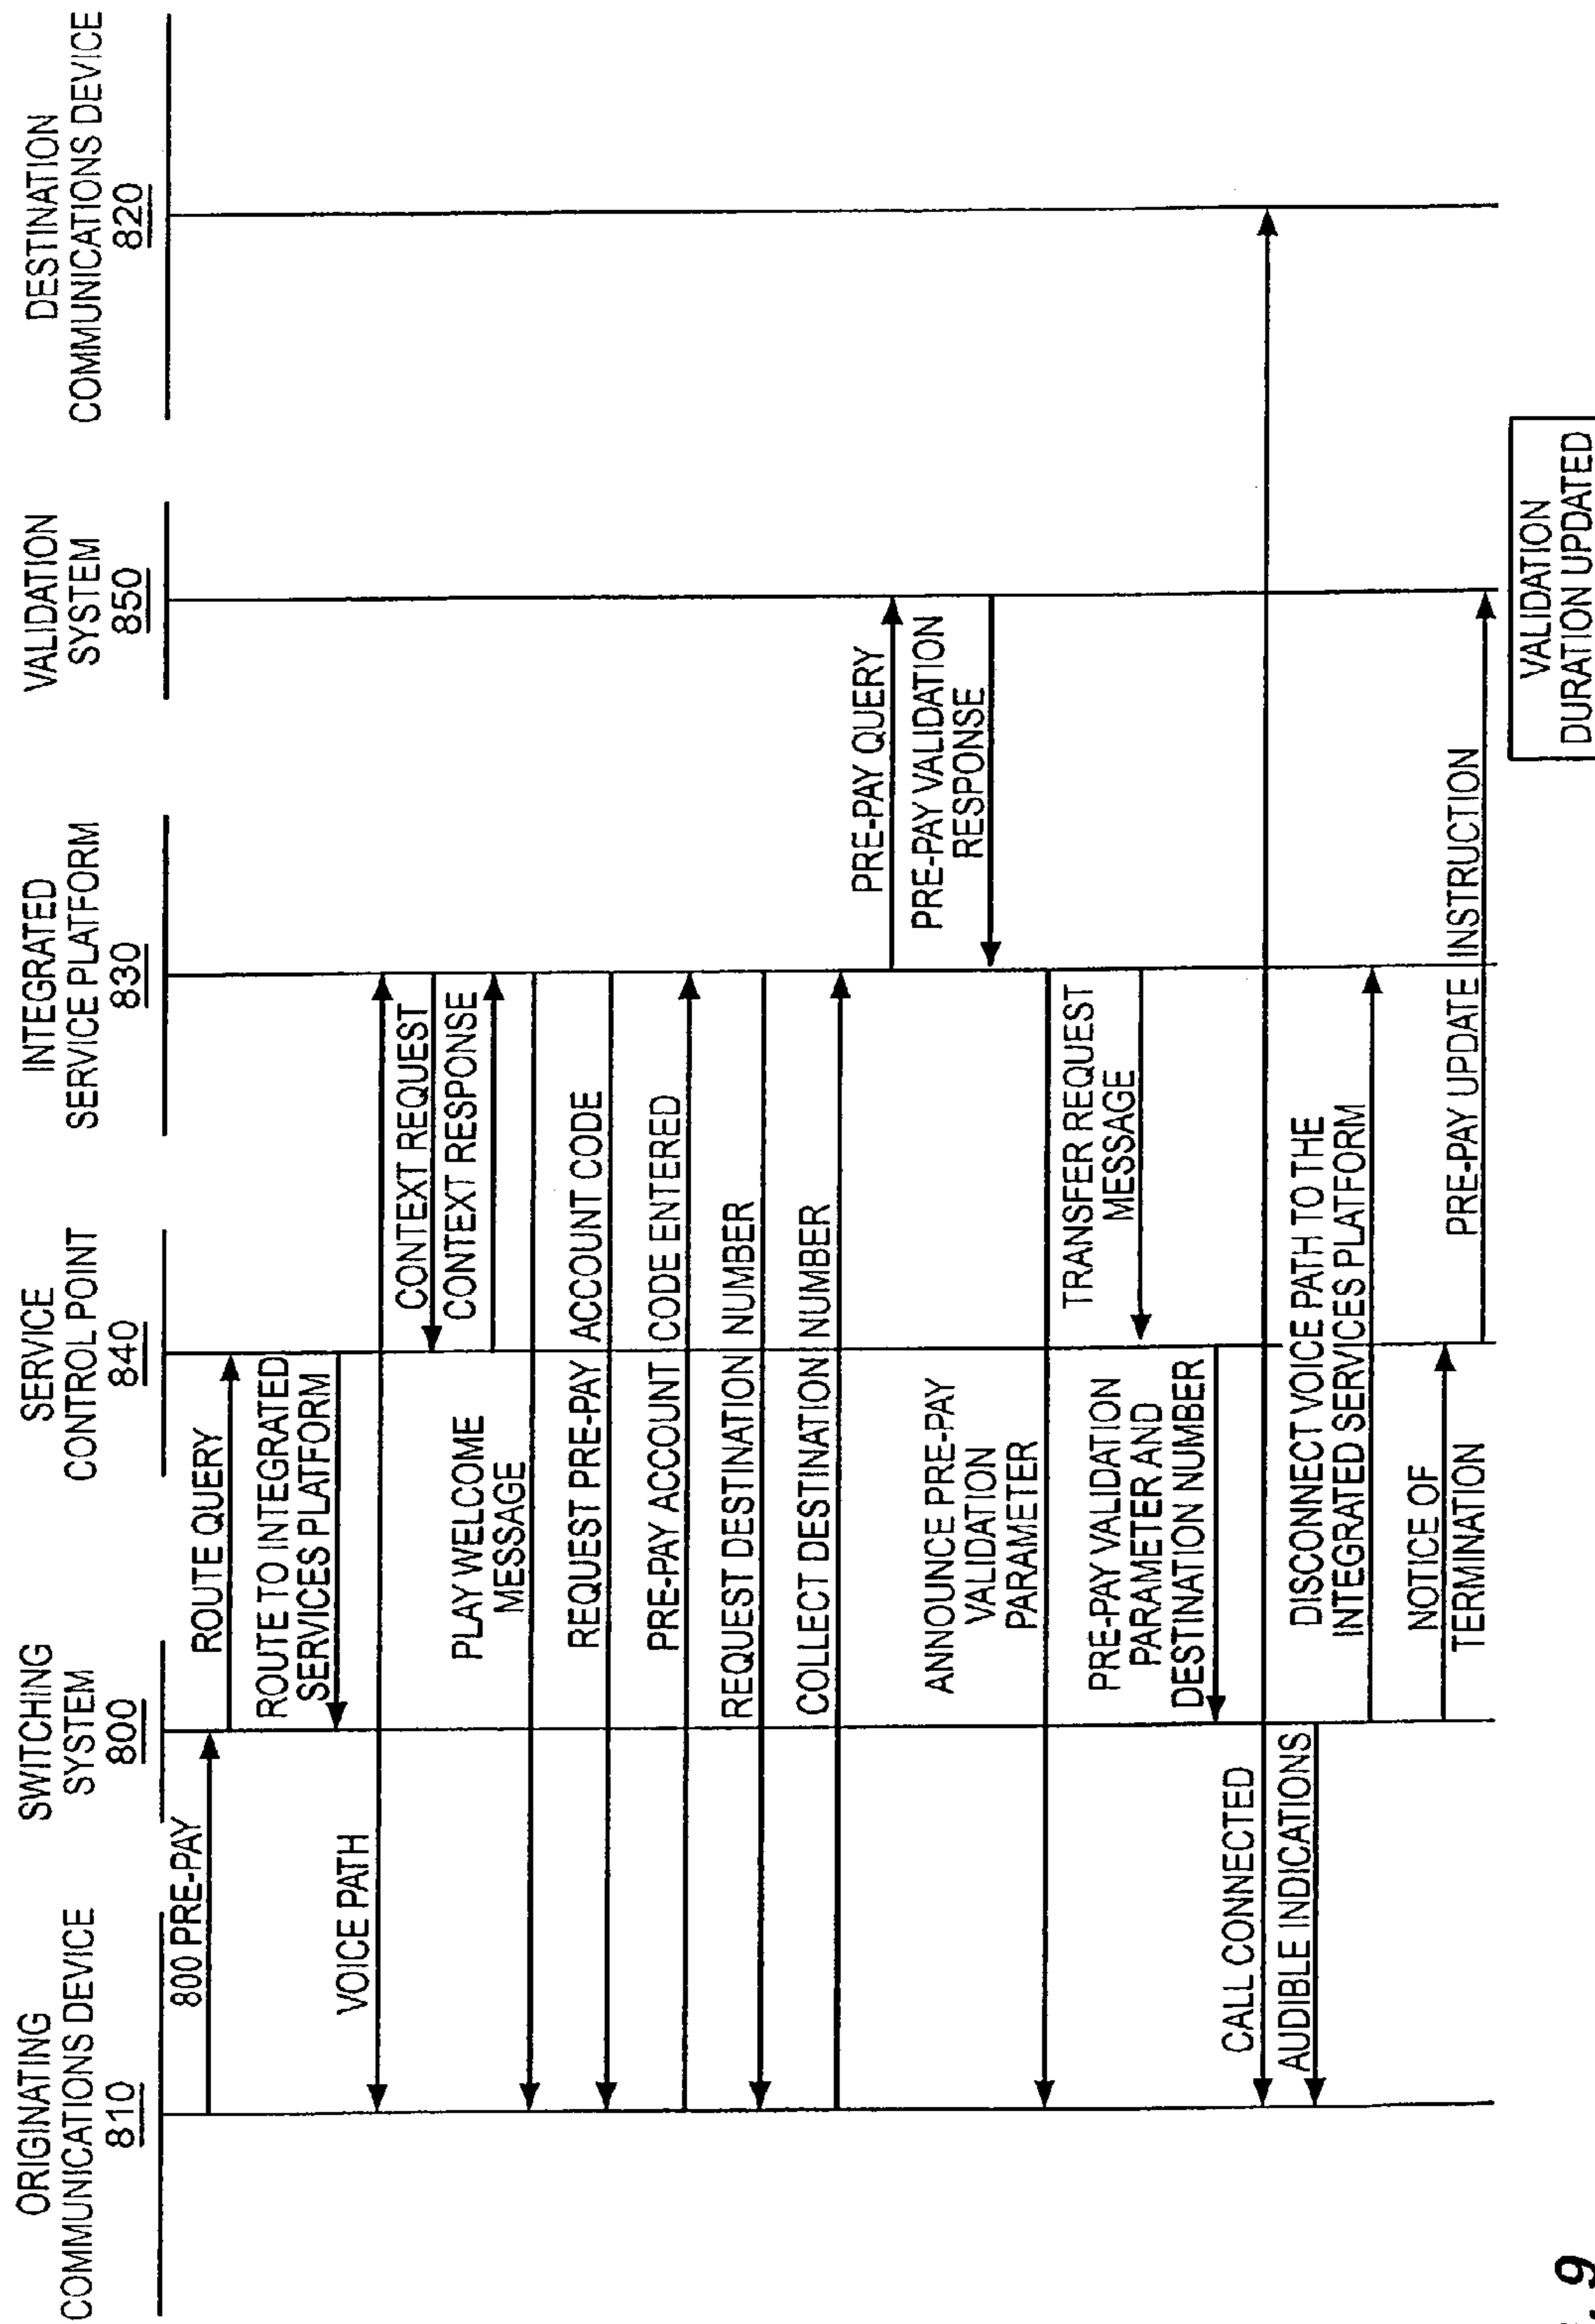 ORIGINATING
COMMUNICATIONS DEVICE
810
SWITCHING
SYSTEM
800
SERVICE
CONTROL POINT
840
INTEGRATED
SERVICE PLATFORM
830
VALIDATION
SYSTEM
850
DESTINATION
COMMUNICATIONS DEVICE
820
800 PRE-PAY
ROUTE QUERY
ROUTE TO INTEGRATED
SERVICES PLATFORM
VOICE PATH
CONTEXT REQUEST
CONTEXT RESPONSE
PLAY WELCOME
MESSAGE
REQUEST PRE-PAY ACCOUNT CODE
PRE-PAY ACCOUNT CODE ENTERED
REQUEST DESTINATION NUMBER
COLLECT DESTINATION NUMBER
PRE-PAY QUERY
PRE-PAY VALIDATION
RESPONSE
ANNOUNCE PRE-PAY
VALIDATION
PARAMETER
TRANSFER REQUEST
MESSAGE
PRE-PAY VALIDATION
PARAMETER AND
DESTINATION NUMBER
CALL CONNECTED
AUDIBLE INDICATIONS
DISCONNECT VOICE PATH TO THE
INTEGRATED SERVICES PLATFORM
NOTICE OF
TERMINATION
PRE-PAY UPDATE INSTRUCTION
VALIDATION
DURATION UPDATED
9